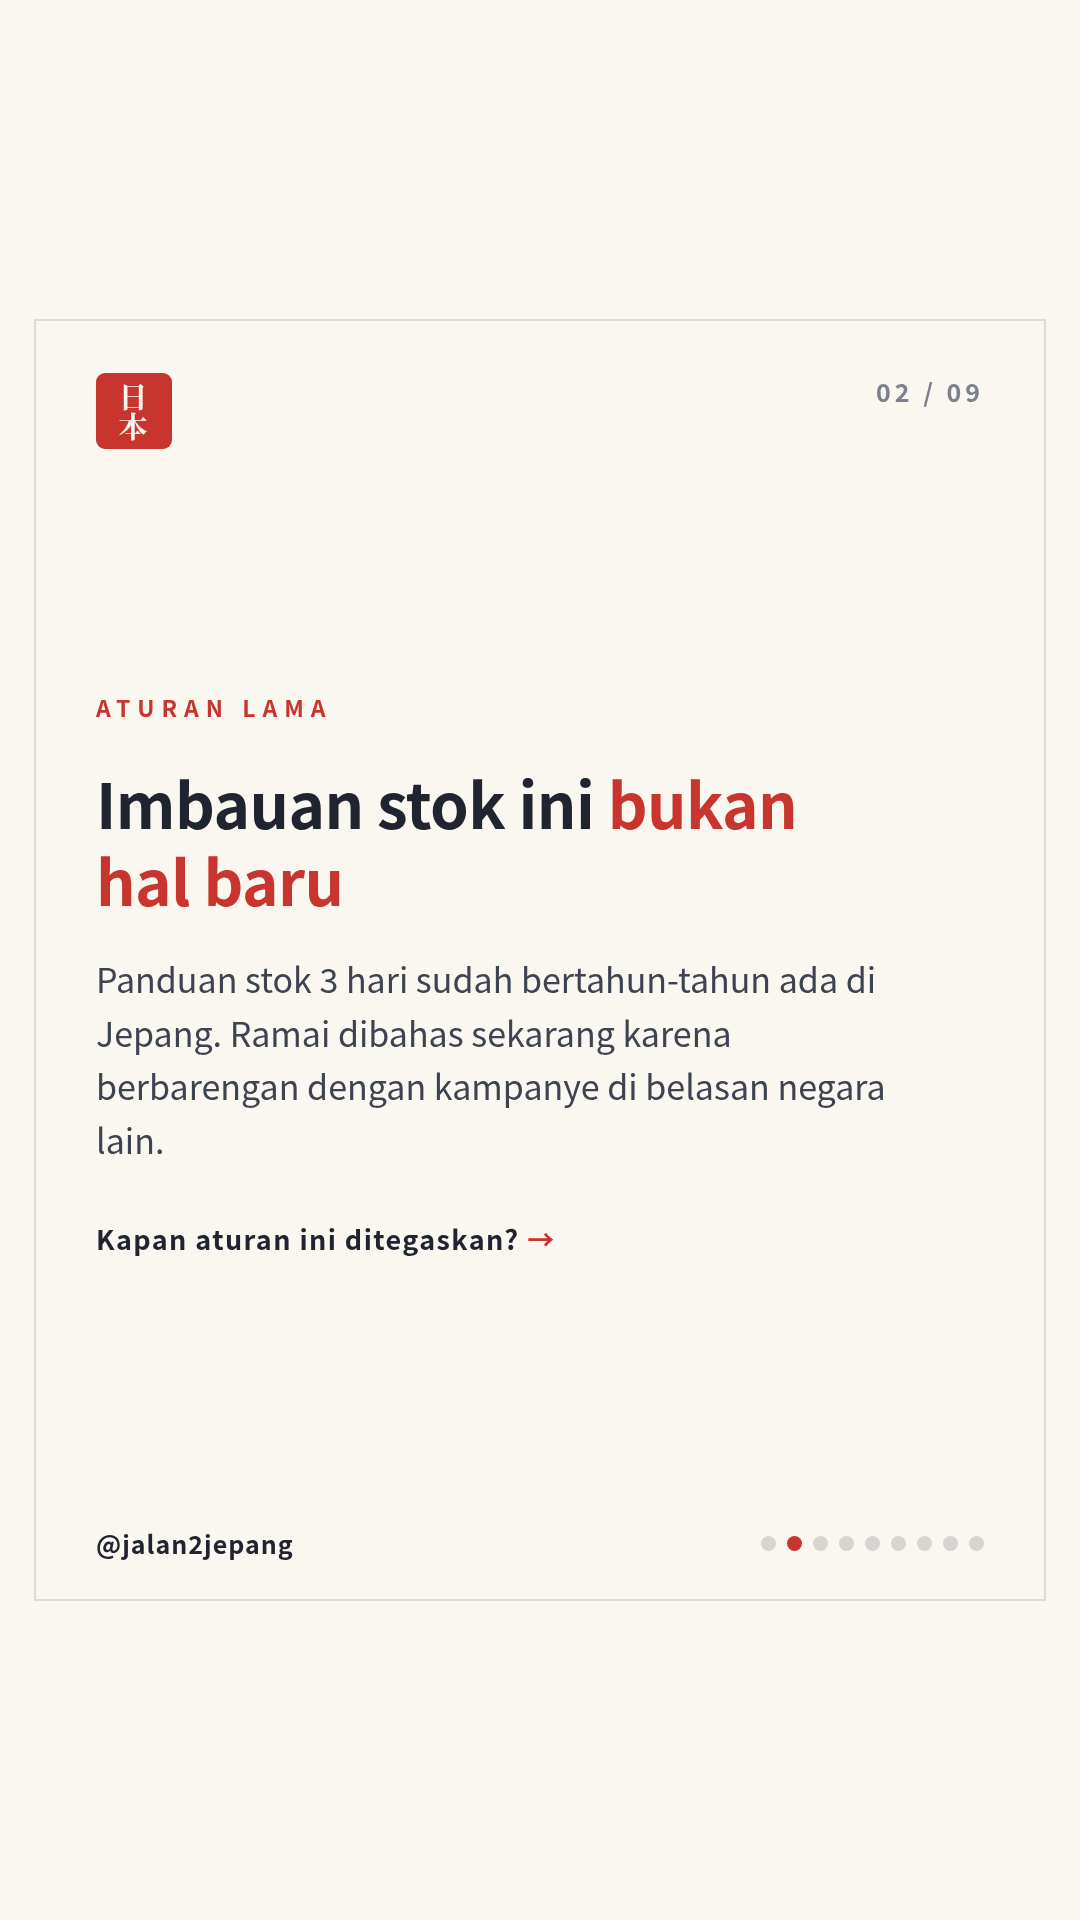 日
本
02 / 09
ATURAN LAMA
Imbauan stok ini bukan
hal baru
Panduan stok 3 hari sudah bertahun-tahun ada di
Jepang. Ramai dibahas sekarang karena
berbarengan dengan kampanye di belasan negara
lain.
Kapan aturan ini ditegaskan? →
@jalan2jepang